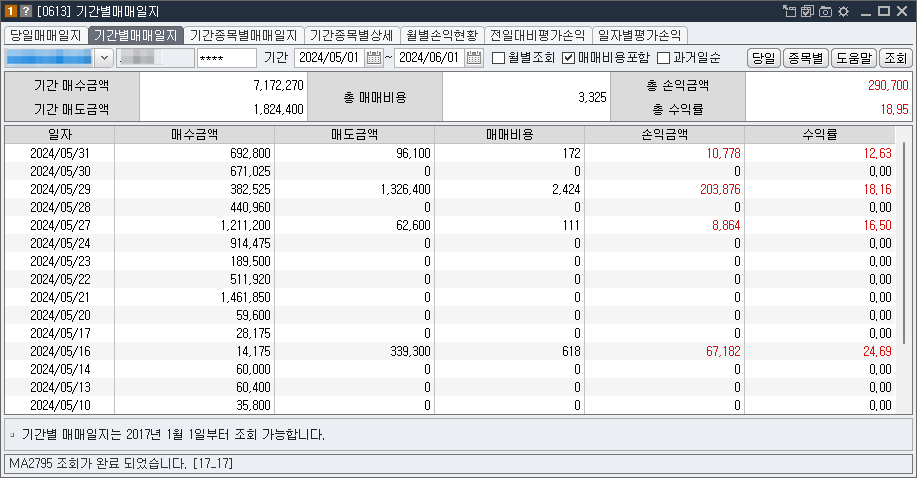 1 ? [0613] 기간별매매일지
당일매매일지 기간별매매일지 기간종목별매매일지 기간종목별상세 월별손익현황 전일대비평가손익 일자별평가손익
**** 기간 2024/05/01 ~ 2024/06/01 월별조회 매매비용포함 과거일순 당일 종목별 도움말 조회
기간 매수금액 7,172,270 총 매매비용 3,325 총 손익금액 290,700
기간 매도금액 1,824,400 총 수익률 18.95
일자 매수금액 매도금액 매매비용 손익금액 수익률
2024/05/31 692,800 96,100 172 10,778 12.63
2024/05/30 671,025 0 0 0 0.00
2024/05/29 382,525 1,326,400 2,424 203,876 18.16
2024/05/28 440,960 0 0 0 0.00
2024/05/27 1,211,200 62,600 111 8,864 16.50
2024/05/24 914,475 0 0 0 0.00
2024/05/23 189,500 0 0 0 0.00
2024/05/22 511,920 0 0 0 0.00
2024/05/21 1,461,850 0 0 0 0.00
2024/05/20 59,600 0 0 0 0.00
2024/05/17 28,175 0 0 0 0.00
2024/05/16 14,175 339,300 618 67,182 24.69
2024/05/14 60,000 0 0 0 0.00
2024/05/13 60,400 0 0 0 0.00
2024/05/10 35,800 0 0 0 0.00
기간별 매매일지는 2017년 1월 1일부터 조회 가능합니다.
MA2795 조회가 완료 되었습니다. [17_17]